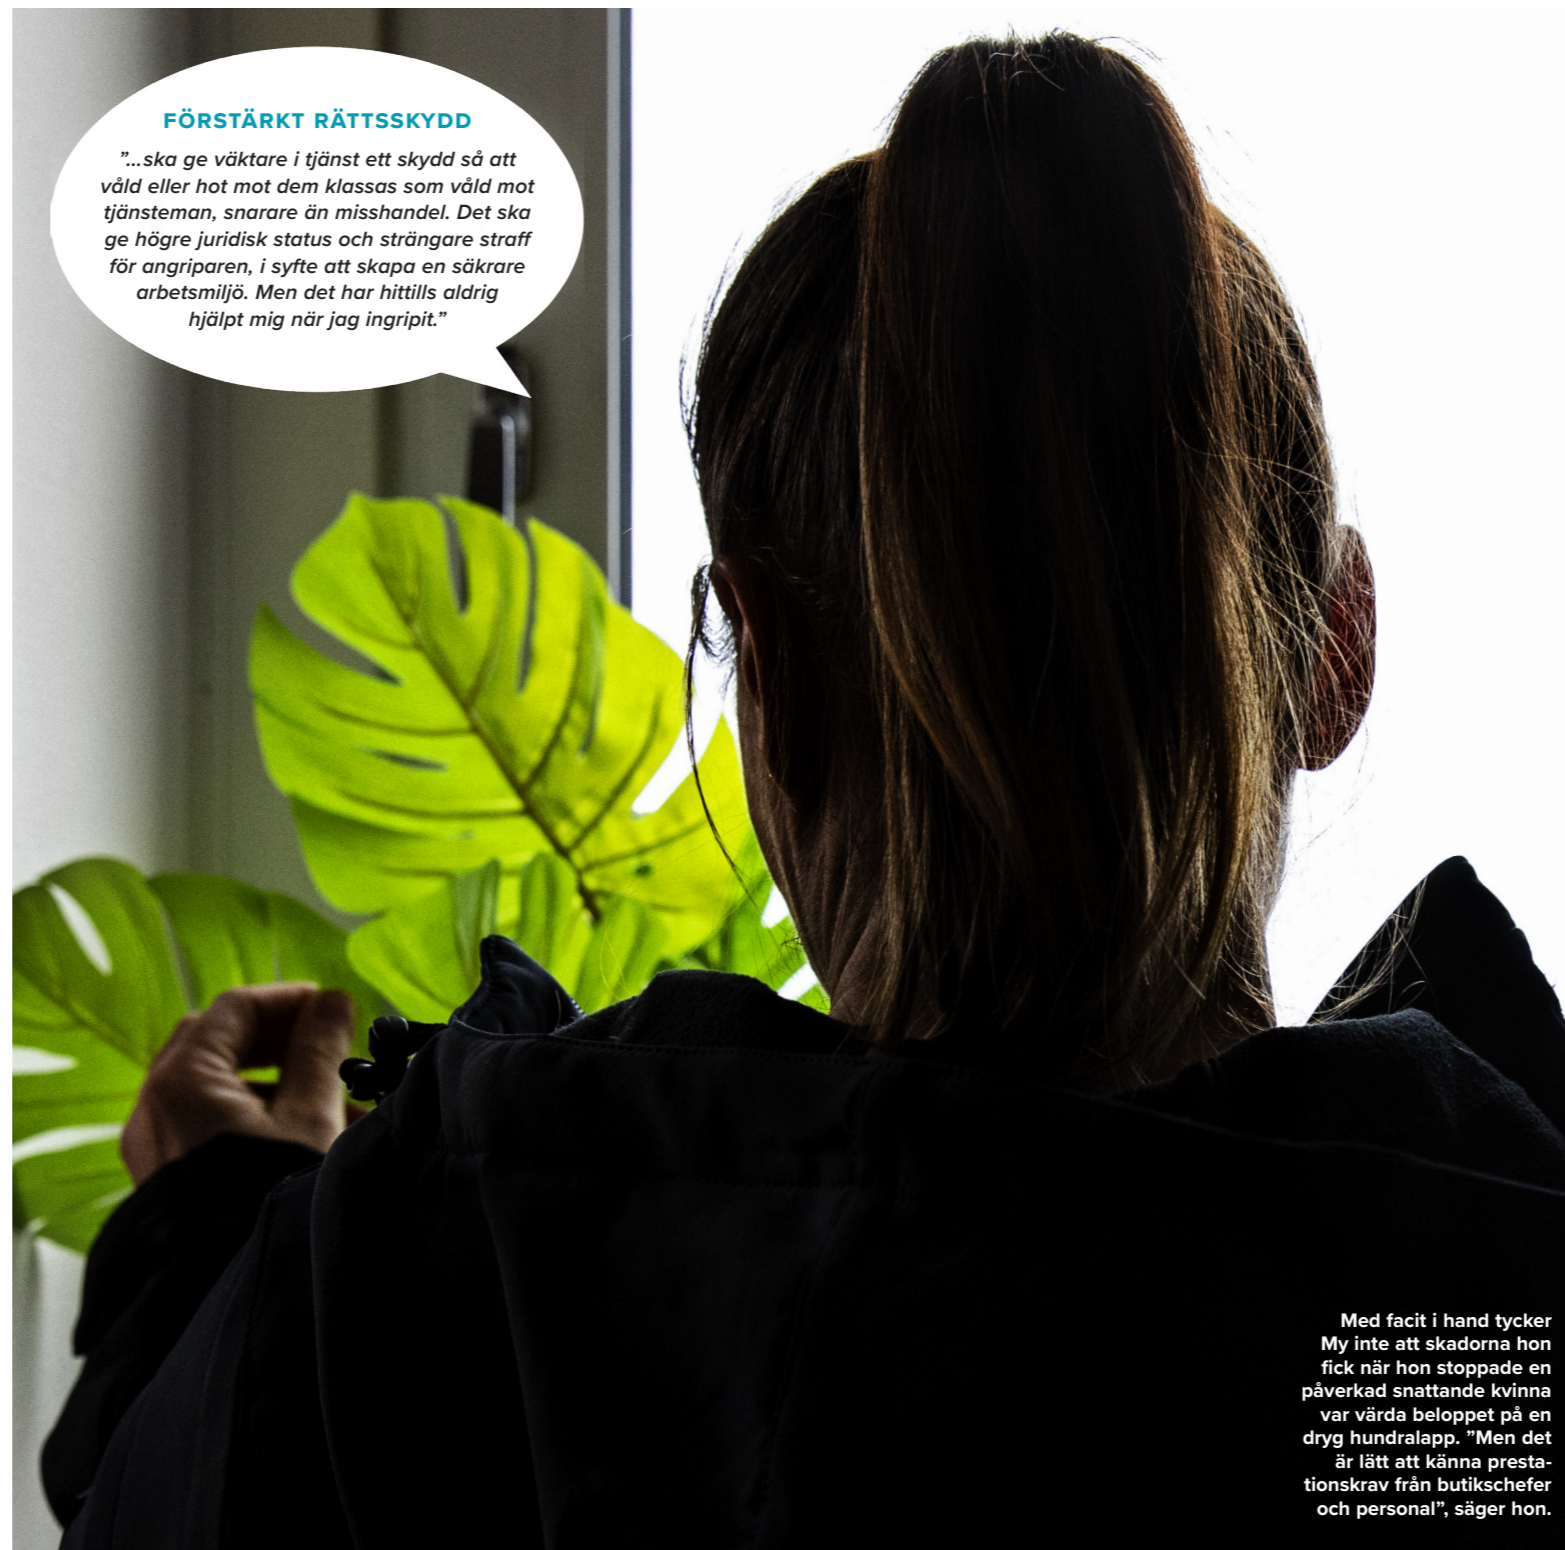 FÖRSTÄRKT RÄTTSSKYDD
”...ska ge väktare i tjänst ett skydd så att
våld eller hot mot dem klassas som våld mot
tjänsteman, snarare än misshandel. Det ska
ge högre juridisk status och strängare straff
för angriparen, i syfte att skapa en säkrare
arbetsmiljö. Men det har hittills aldrig
hjälpt mig när jag ingripit.”
Med facit i hand tycker
My inte att skadorna hon
fick när hon stoppade en
påverkad snattande kvinna
var värda beloppet på en
dryg hundralapp. ”Men det
är lätt att känna presta-
tionskrav från butikschefer
och personal”, säger hon.